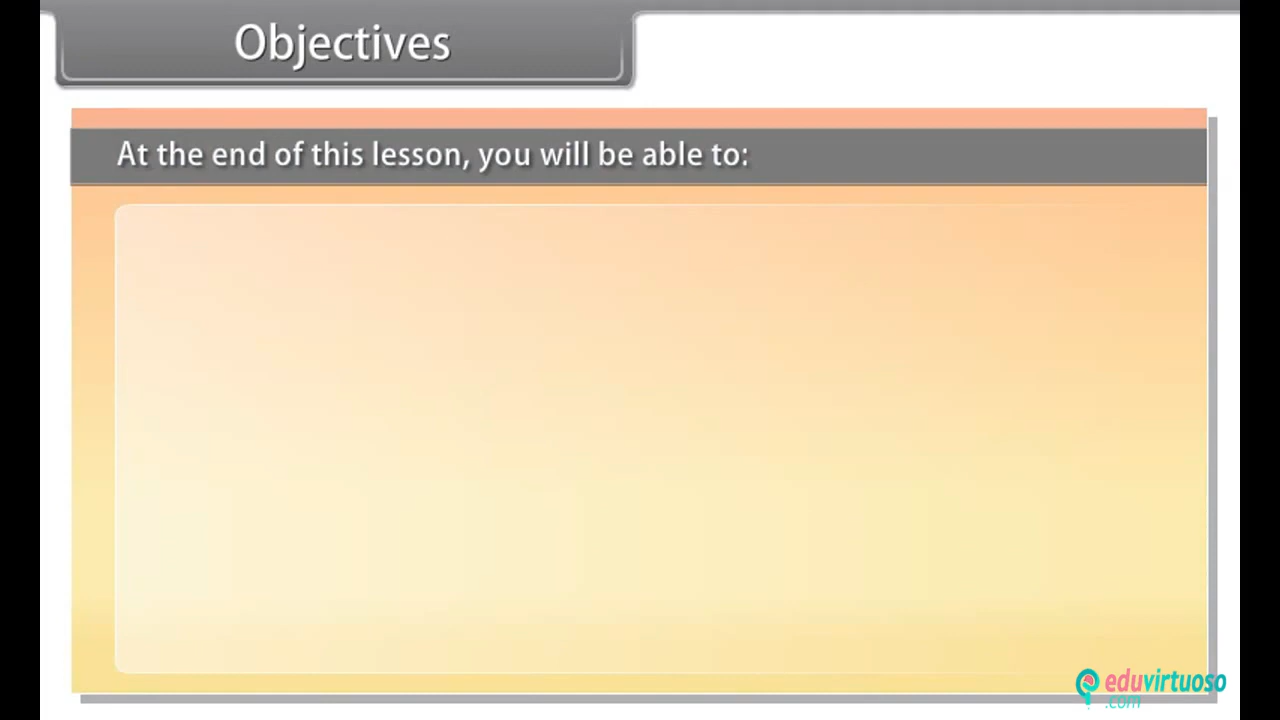 Objectives
At the end of this lesson, you will be able to:
eduvirtuoso
.com